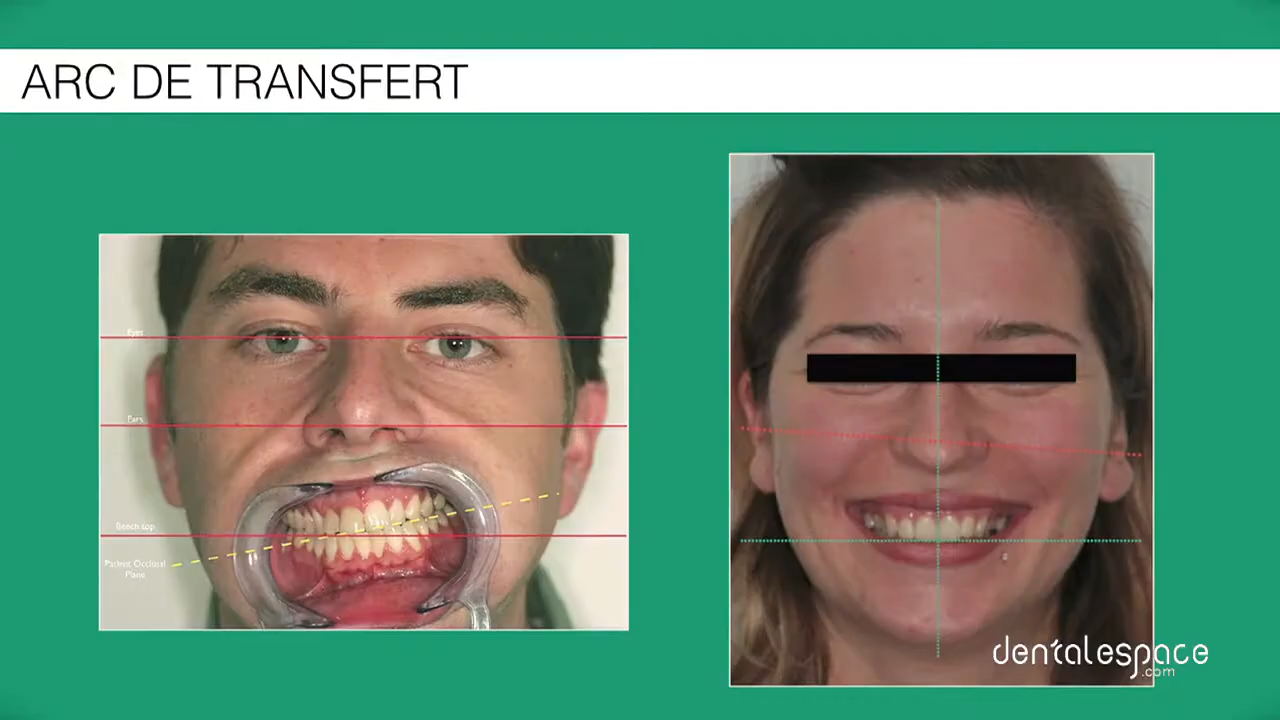 ARC DE TRANSFERT
Eyes
Ears
Bench top
Patient Occlusal
Plane
dentalespace
.com